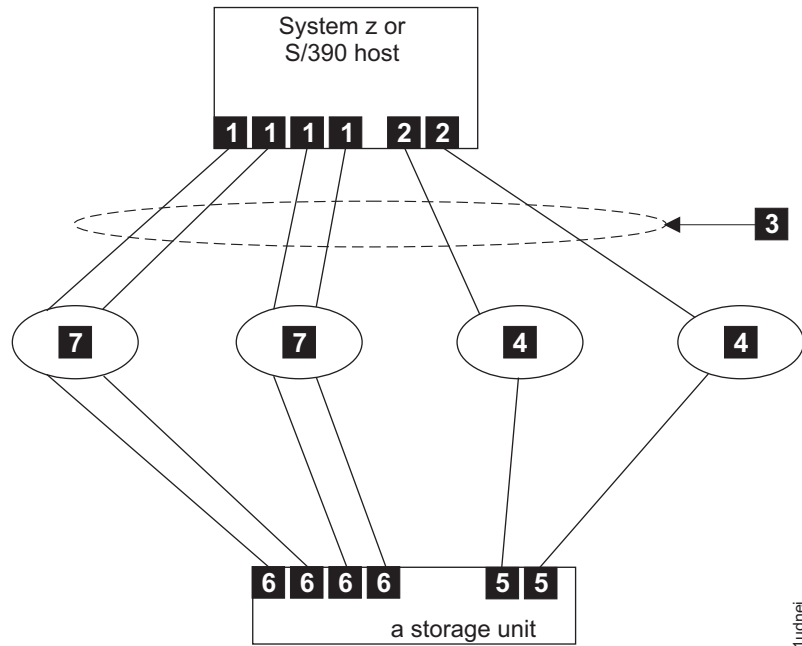 System z or
S/390 host
1 1 1 1 2 2
3
7 7 4 4
6 6 6 6 5 5
a storage unit
1udpei